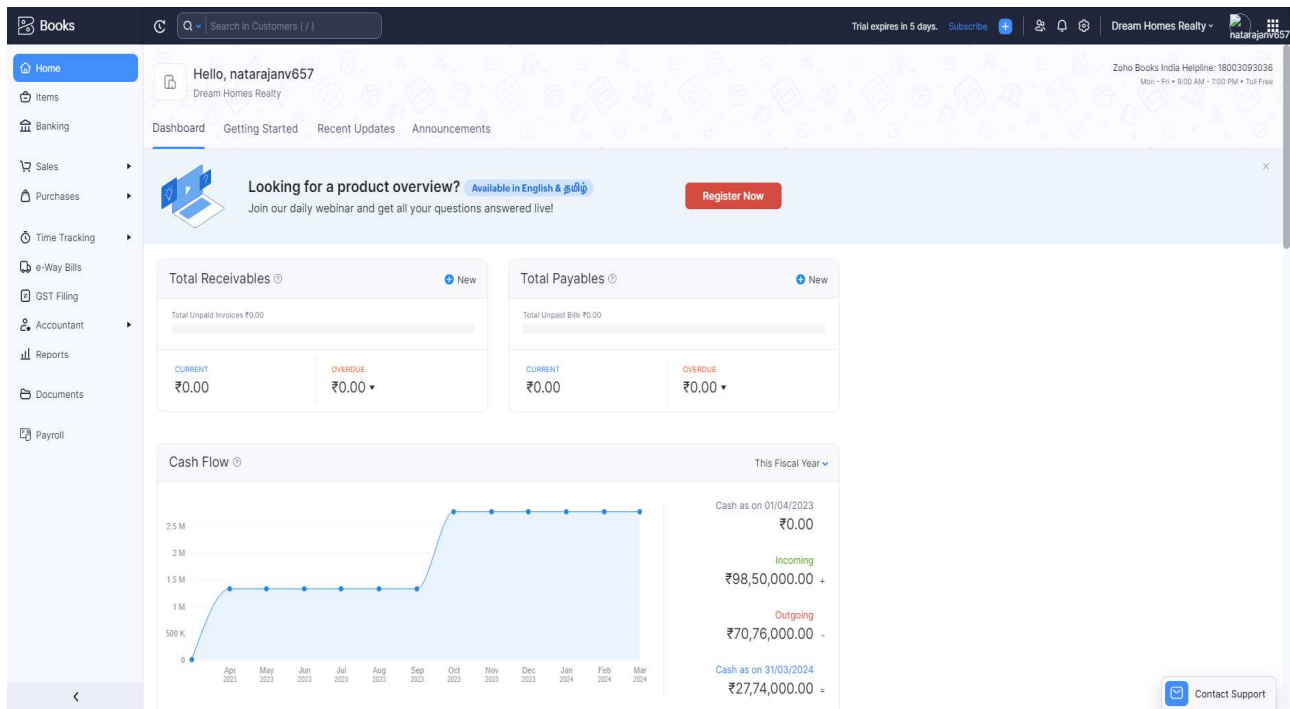 Books
Search in Customers ( / )
Trial expires in 5 days. Subscribe
Dream Homes Realty
natarajanv657
Home
Items
Banking
Sales
Purchases
Time Tracking
e-Way Bills
GST Filing
Accountant
Reports
Documents
Payroll
Hello, natarajanv657
Dream Homes Realty
Zoho Books India Helpline: 18003093036
Mon - Fri • 9:00 AM - 7:00 PM • Toll Free
Dashboard Getting Started Recent Updates Announcements
Looking for a product overview? Available in English & தமிழ்
Join our daily webinar and get all your questions answered live!
Register Now
Total Receivables
New
Total Unpaid Invoices ₹0.00
CURRENT
₹0.00
OVERDUE
₹0.00
Total Payables
New
Total Unpaid Bills ₹0.00
CURRENT
₹0.00
OVERDUE
₹0.00
Cash Flow
This Fiscal Year
2.5 M
2 M
1.5 M
1 M
500 K
0
Apr 2023
May 2023
Jun 2023
Jul 2023
Aug 2023
Sep 2023
Oct 2023
Nov 2023
Dec 2023
Jan 2024
Feb 2024
Mar 2024
Cash as on 01/04/2023
₹0.00
Incoming
₹98,50,000.00 +
Outgoing
₹70,76,000.00 -
Cash as on 31/03/2024
₹27,74,000.00 =
Contact Support